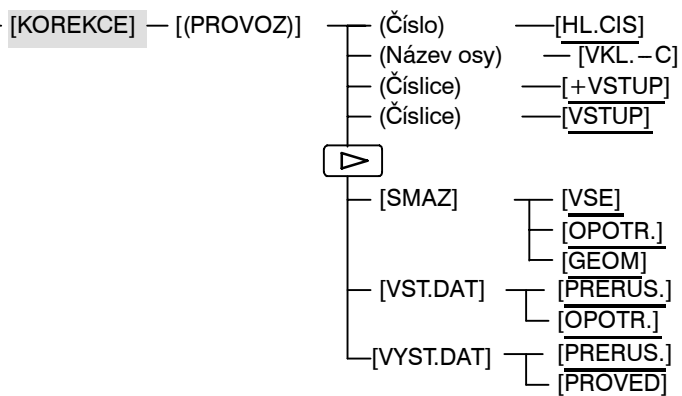 [KOREKCE] [(PROVOZ)] (Číslo) [HL.CIS]
(Název osy) [VKL.–C]
(Číslice) [+VSTUP]
(Číslice) [VSTUP]
[SMAZ] [VSE]
[OPOTR.]
[GEOM]
[VST.DAT] [PRERUS.]
[OPOTR.]
[VYST.DAT] [PRERUS.]
[PROVED]